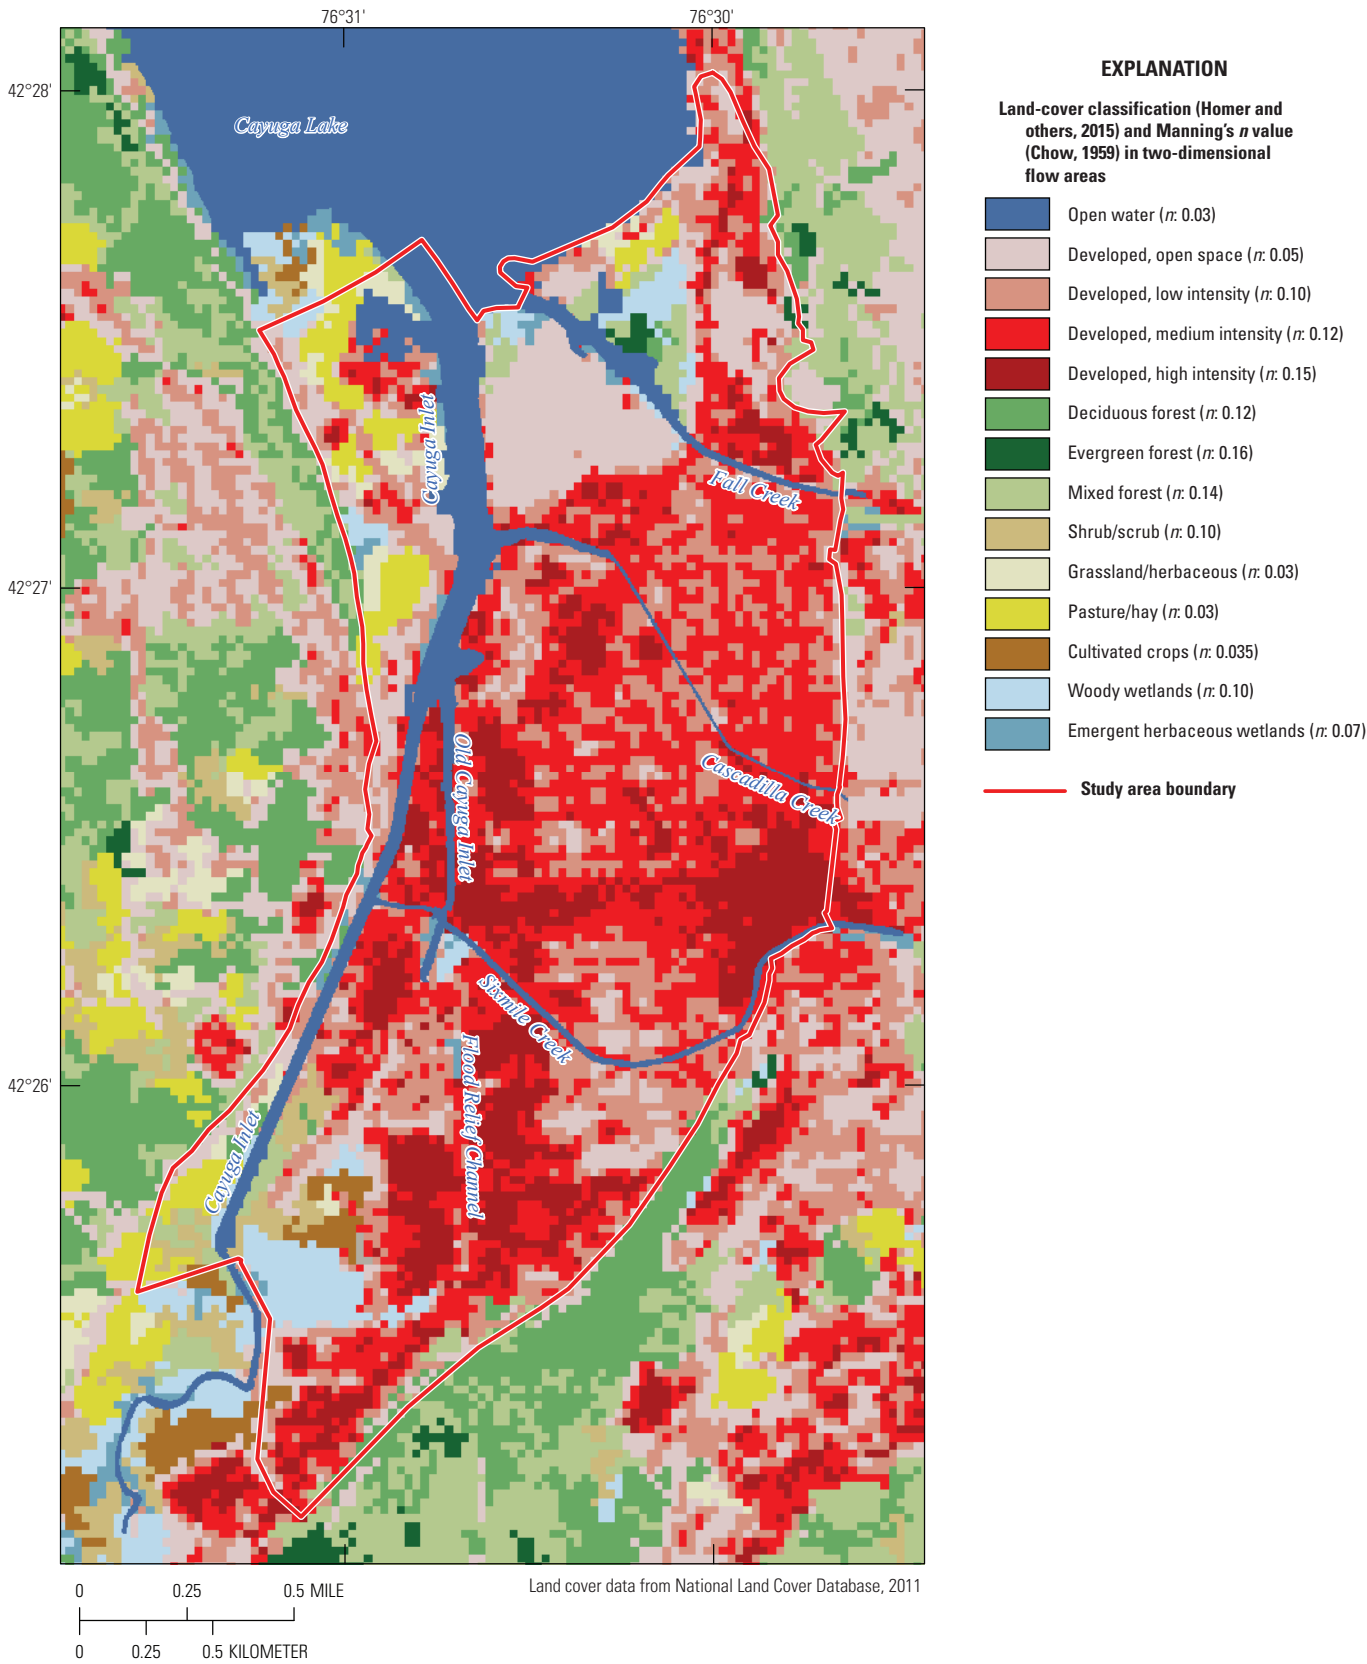 76°31'
76°30'
42°28'
42°27'
42°26'
Cayuga Lake
Cayuga Inlet
Fall Creek
Old Cayuga Inlet
Cascadilla Creek
Sixmile Creek
Flood Relief Channel
Cayuga Inlet
EXPLANATION
Land-cover classification (Homer and
others, 2015) and Manning's n value
(Chow, 1959) in two-dimensional
flow areas
Open water (n: 0.03)
Developed, open space (n: 0.05)
Developed, low intensity (n: 0.10)
Developed, medium intensity (n: 0.12)
Developed, high intensity (n: 0.15)
Deciduous forest (n: 0.12)
Evergreen forest (n: 0.16)
Mixed forest (n: 0.14)
Shrub/scrub (n: 0.10)
Grassland/herbaceous (n: 0.03)
Pasture/hay (n: 0.03)
Cultivated crops (n: 0.035)
Woody wetlands (n: 0.10)
Emergent herbaceous wetlands (n: 0.07)
Study area boundary
Land cover data from National Land Cover Database, 2011
0 0.25 0.5 MILE
0 0.25 0.5 KILOMETER